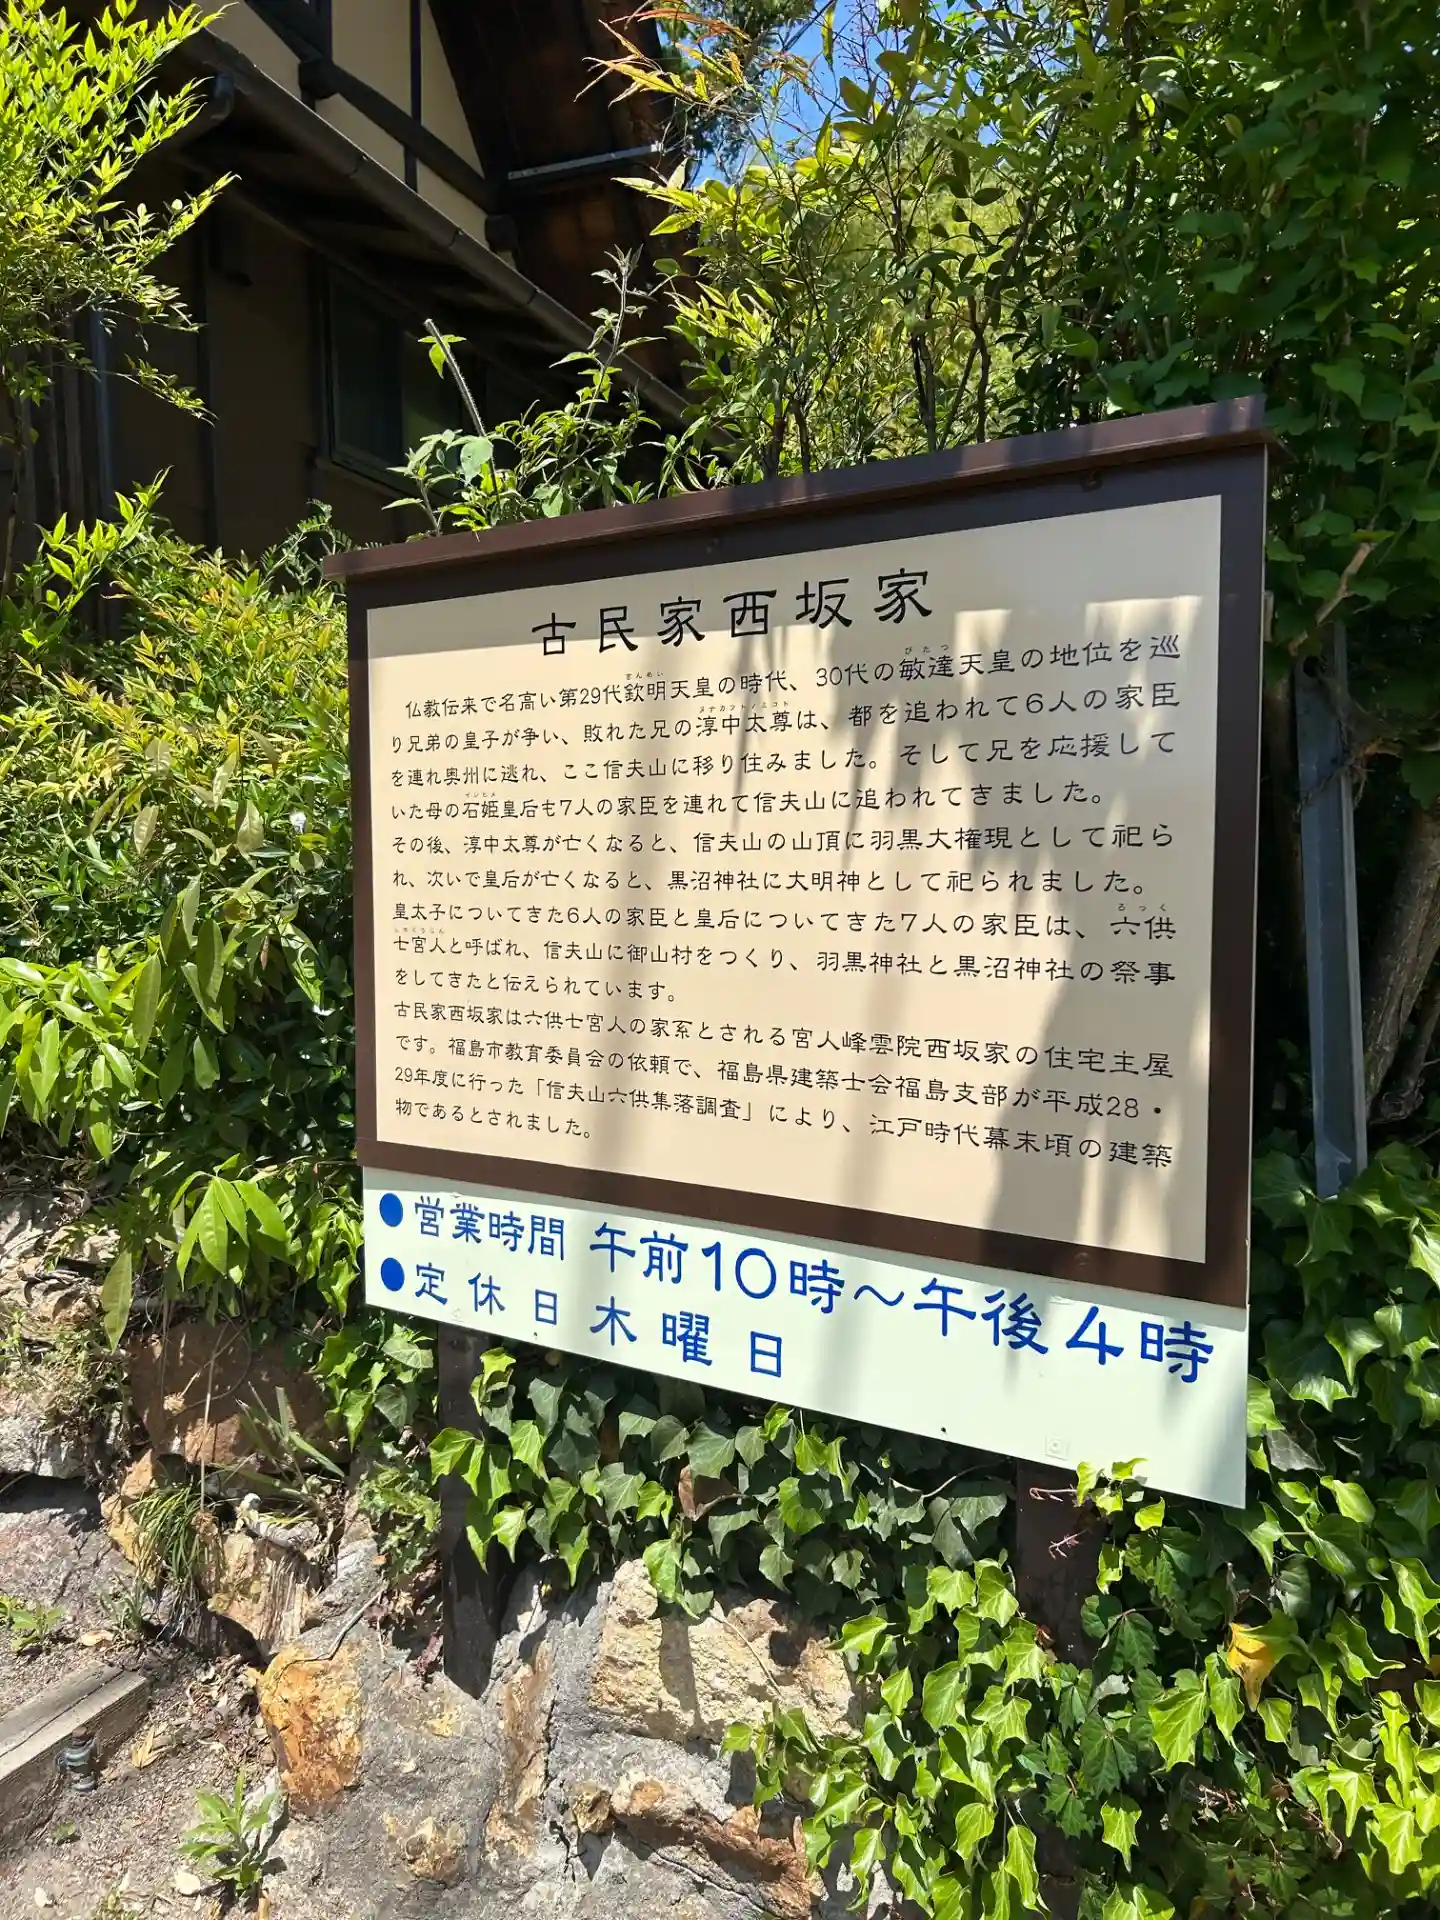 古民家西坂家
仏教伝来で名高い第29代欽明天皇の時代、30代の敏達天皇の地位を巡
り兄弟の皇子が争い、敗れた兄の淳中太尊は、都を追われて6人の家臣
を連れ奥州に逃れ、ここ信夫山に移り住みました。そして兄を応援して
いた母の石姫皇后も7人の家臣を連れて信夫山に追われてきました。
その後、淳中太尊が亡くなると、信夫山の山頂に羽黒大権現として祀ら
れ、次いで皇后が亡くなると、黒沼神社に大明神として祀られました。
皇太子についてきた6人の家臣と皇后についてきた7人の家臣は、六供
七宮人と呼ばれ、信夫山に御山村をつくり、羽黒神社と黒沼神社の祭事
をしてきたと伝えられています。
古民家西坂家は六供七宮人の家系とされる宮人峰雲院西坂家の住宅主屋
です。福島市教育委員会の依頼で、福島県建築士会福島支部が平成28・
29年度に行った「信夫山六供集落調査」により、江戸時代幕末頃の建築
物であるとされました。
●営業時間 午前10時～午後4時
●定休日 木曜日